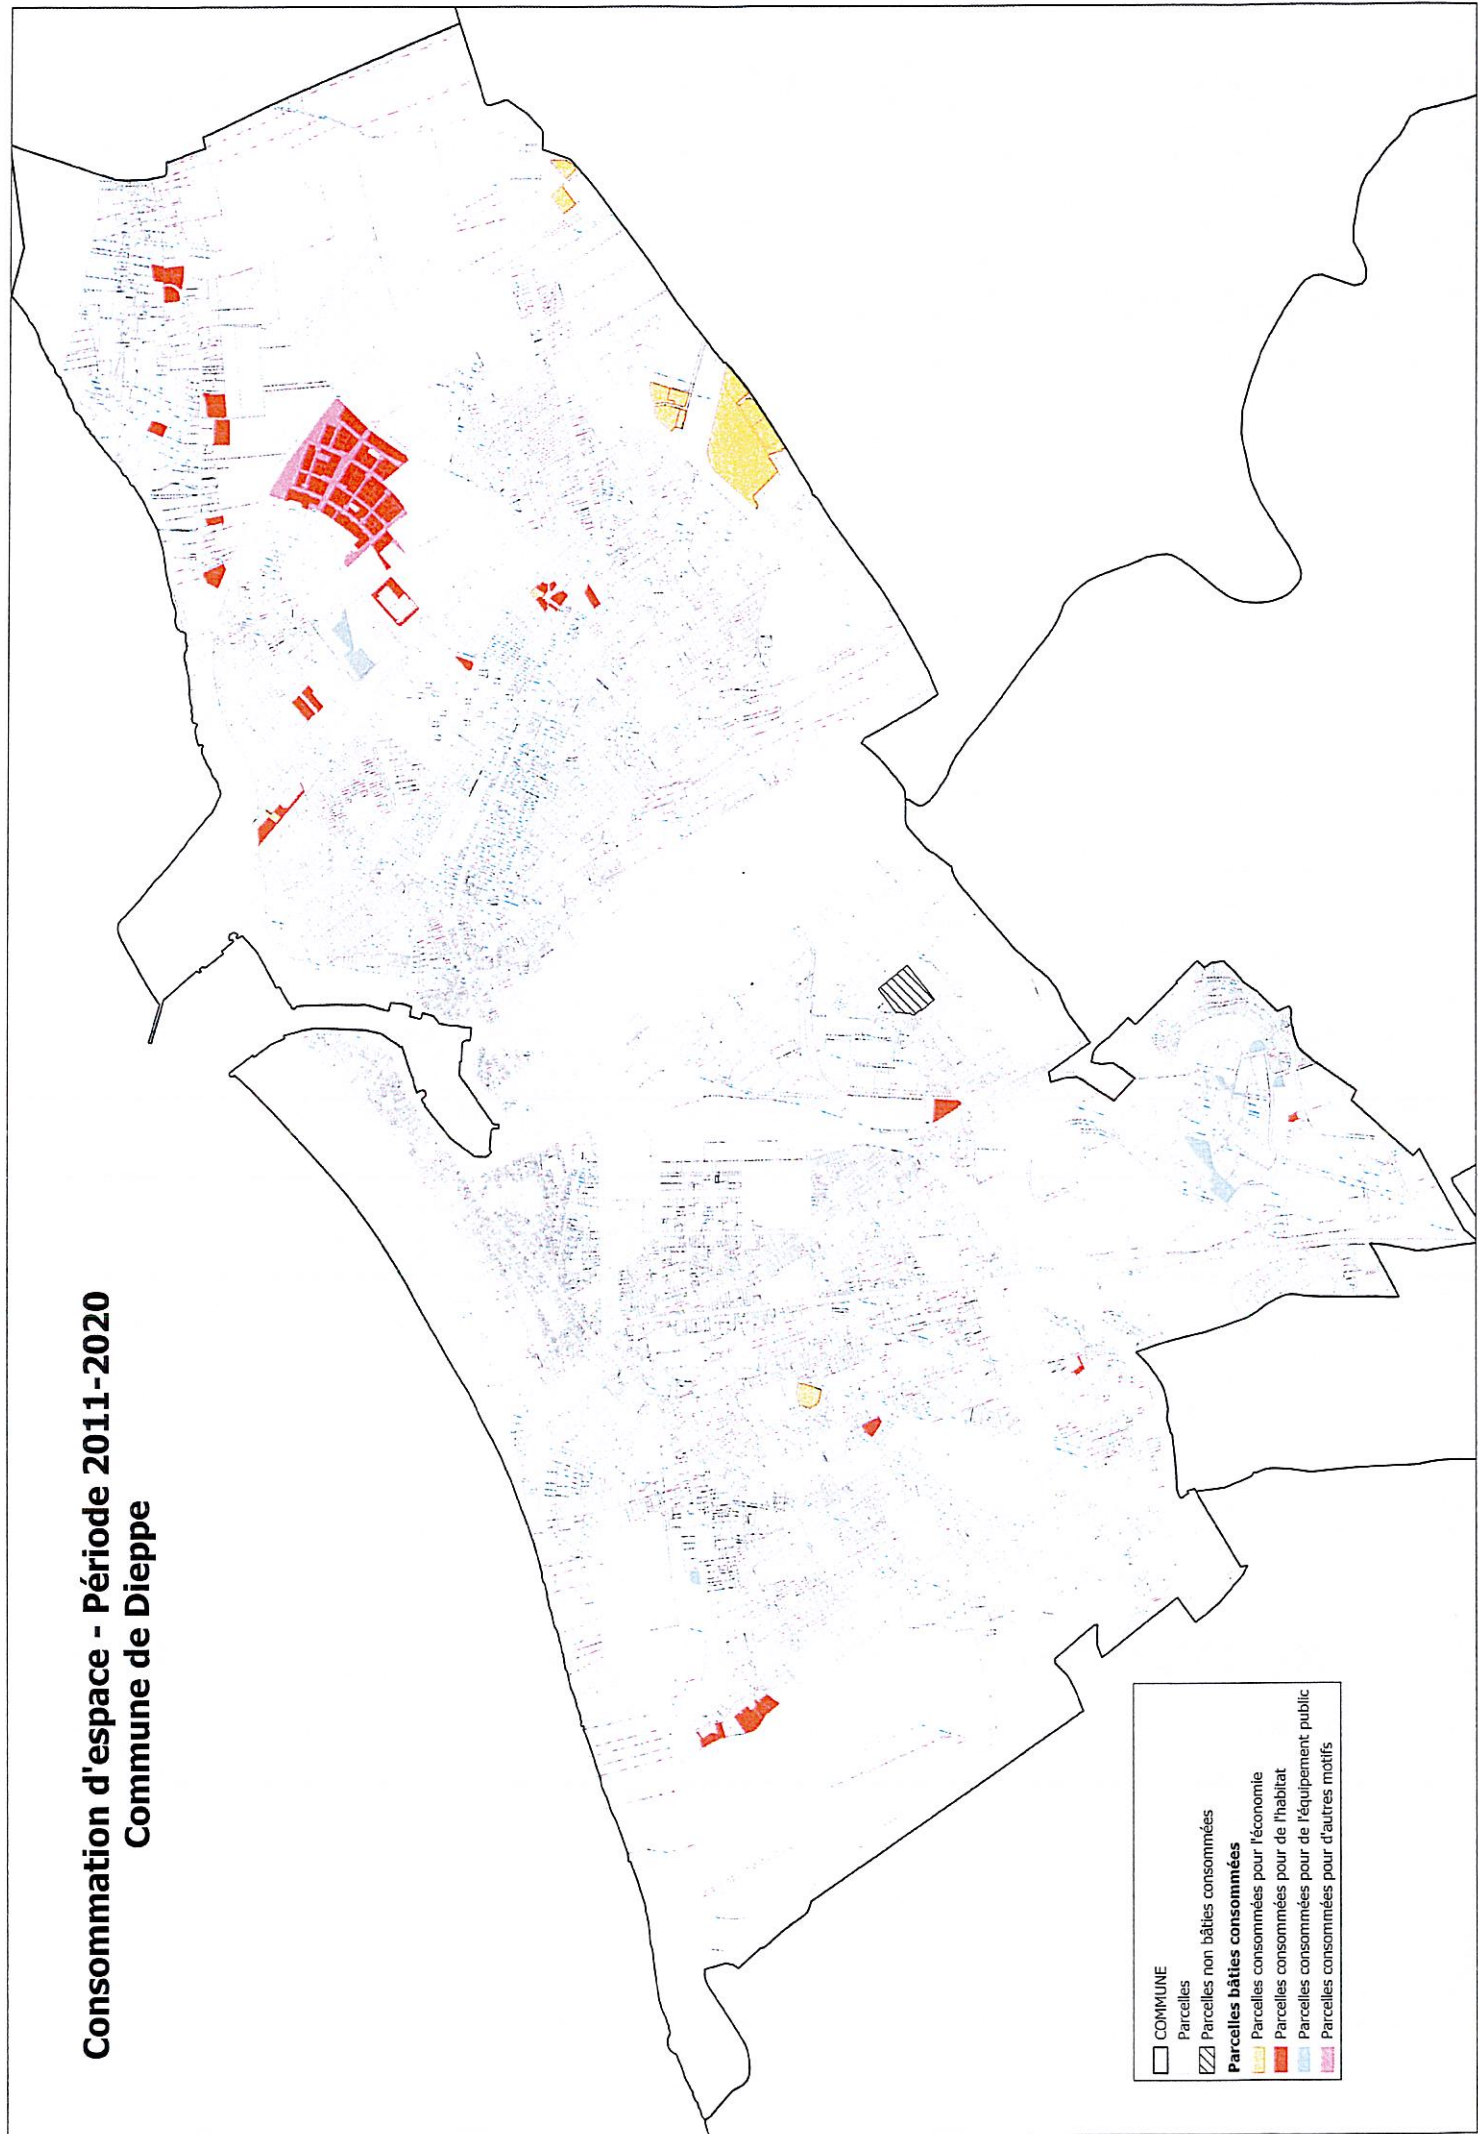 Consommation d'espace - Période 2011-2020
Commune de Dieppe
COMMUNE
Parcelles
Parcelles non bâties consommées
Parcelles bâties consommées
Parcelles consommées pour l'économie
Parcelles consommées pour de l'habitat
Parcelles consommées pour de l'équipement public
Parcelles consommées pour d'autres motifs